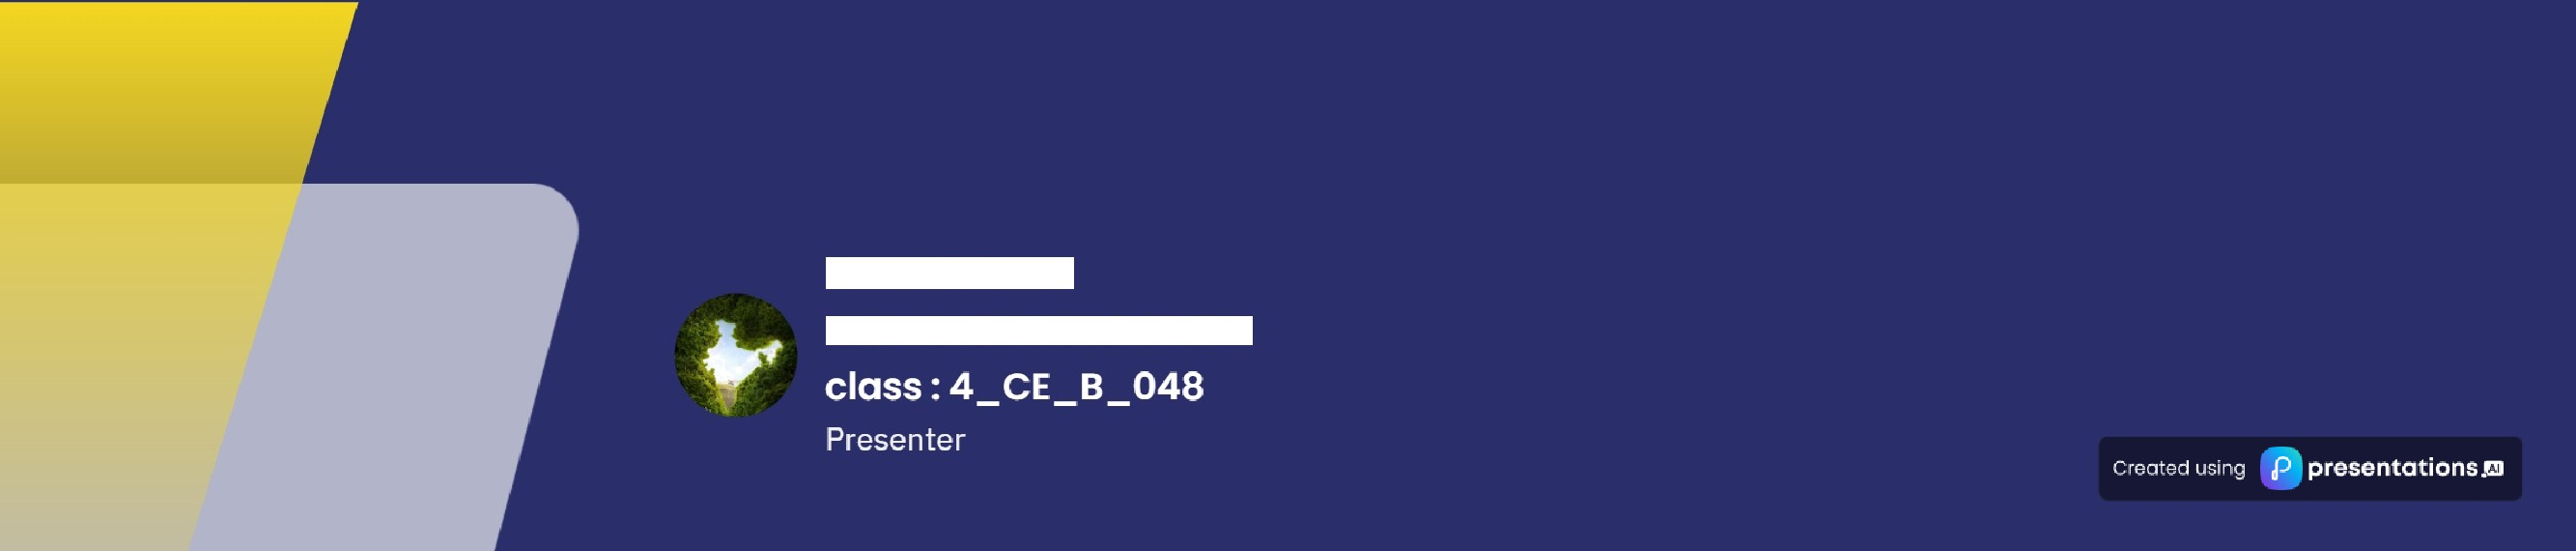 class : 4_CE_B_048
Presenter
Created using presentations.AI